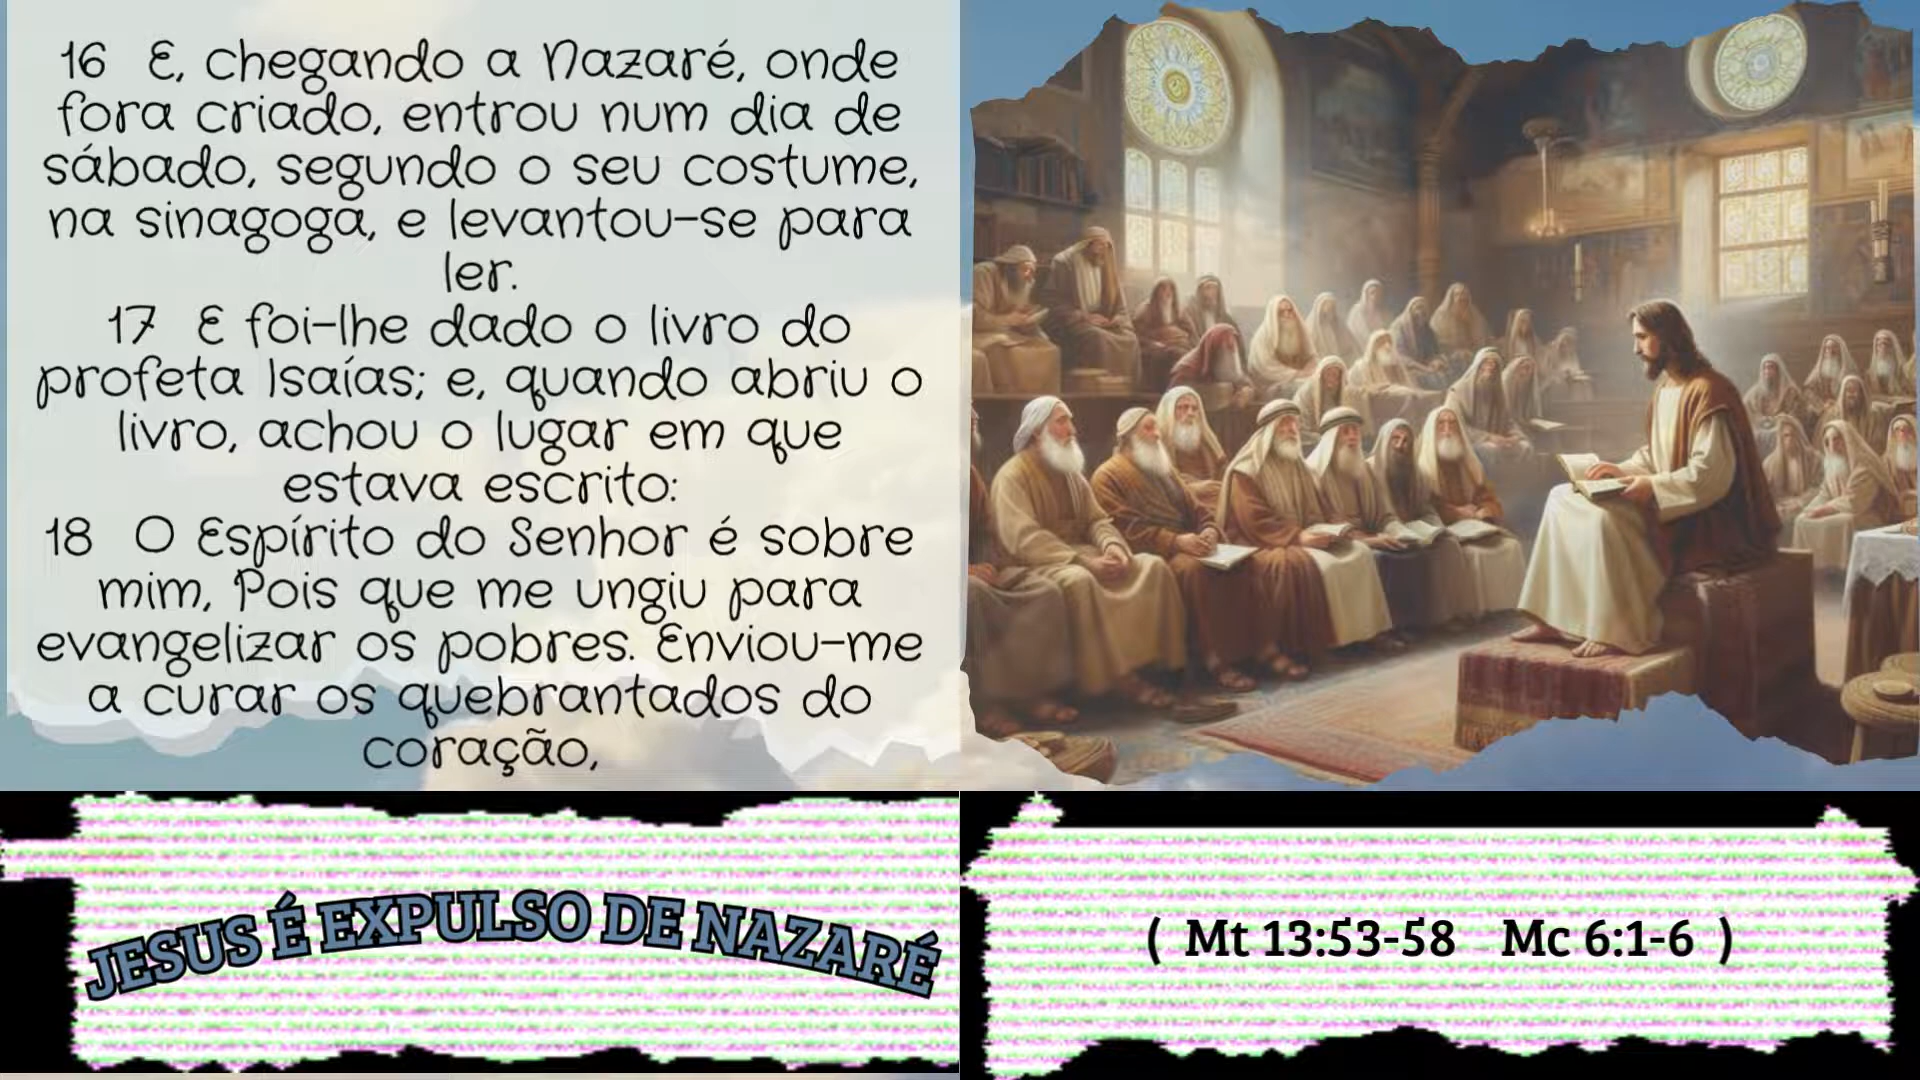 16 E, chegando a Nazaré, onde
fora criado, entrou num dia de
sábado, segundo o seu costume,
na sinagoga, e levantou-se para
ler.
17 E foi-lhe dado o livro do
profeta Isaías; e, quando abriu o
livro, achou o lugar em que
estava escrito:
18 O Espírito do Senhor é sobre
mim, Pois que me ungiu para
evangelizar os pobres. Enviou-me
a curar os quebrantados do
coração,
JESUS É EXPULSO DE NAZARÉ
( Mt 13:53-58 Mc 6:1-6 )